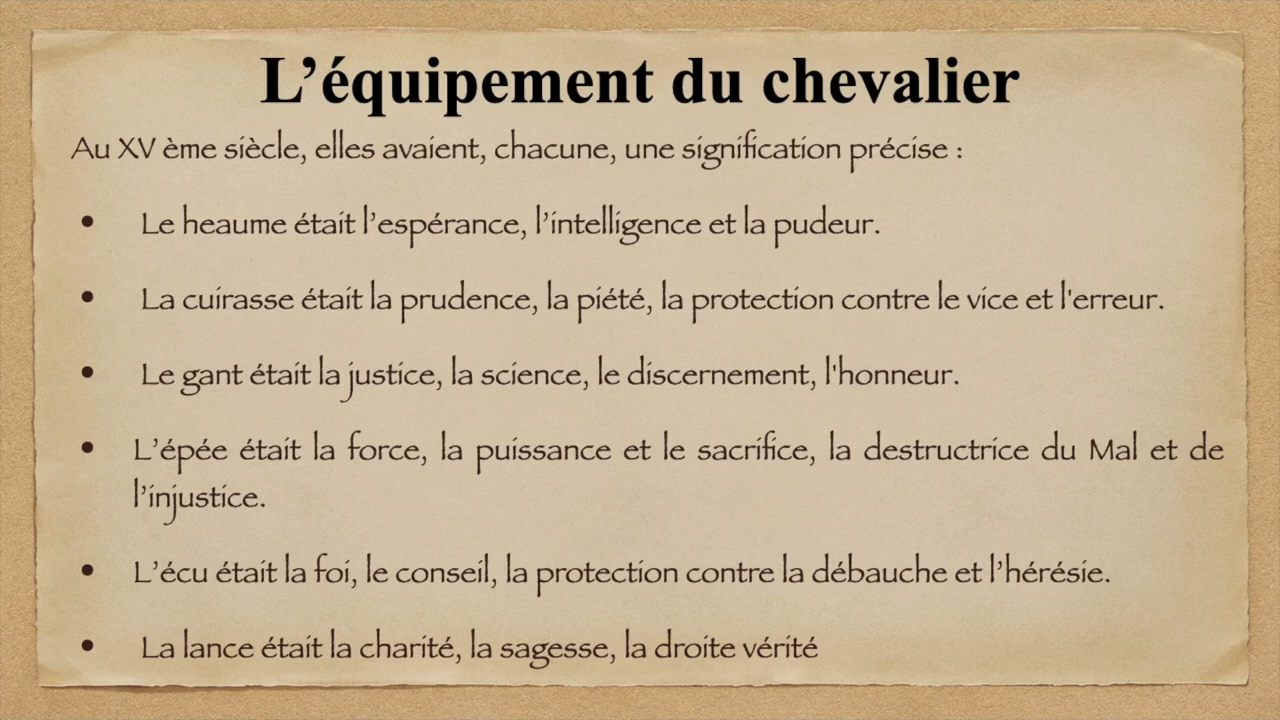 L’équipement du chevalier
Au XV ème siècle, elles avaient, chacune, une signification précise :
• Le heaume était l’espérance, l’intelligence et la pudeur.
• La cuirasse était la prudence, la piété, la protection contre le vice et l'erreur.
• Le gant était la justice, la science, le discernement, l'honneur.
• L’épée était la force, la puissance et le sacrifice, la destructrice du Mal et de
l’injustice.
• L’écu était la foi, le conseil, la protection contre la débauche et l’hérésie.
• La lance était la charité, la sagesse, la droite vérité